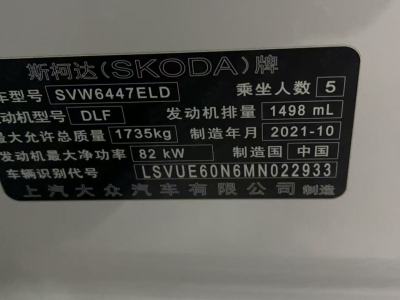 斯柯达(SKODA)牌
车型号 SVW6447ELD 乘坐人数 5
动机型号 DLF 发动机排量 1498 mL
最大允许总质量 1735kg 制造年月 2021-10
发动机最大净功率 82 kW 制造国 中国
车辆识别代号 LSVUE60N6MN022933
上汽大众汽车有限公司 制造